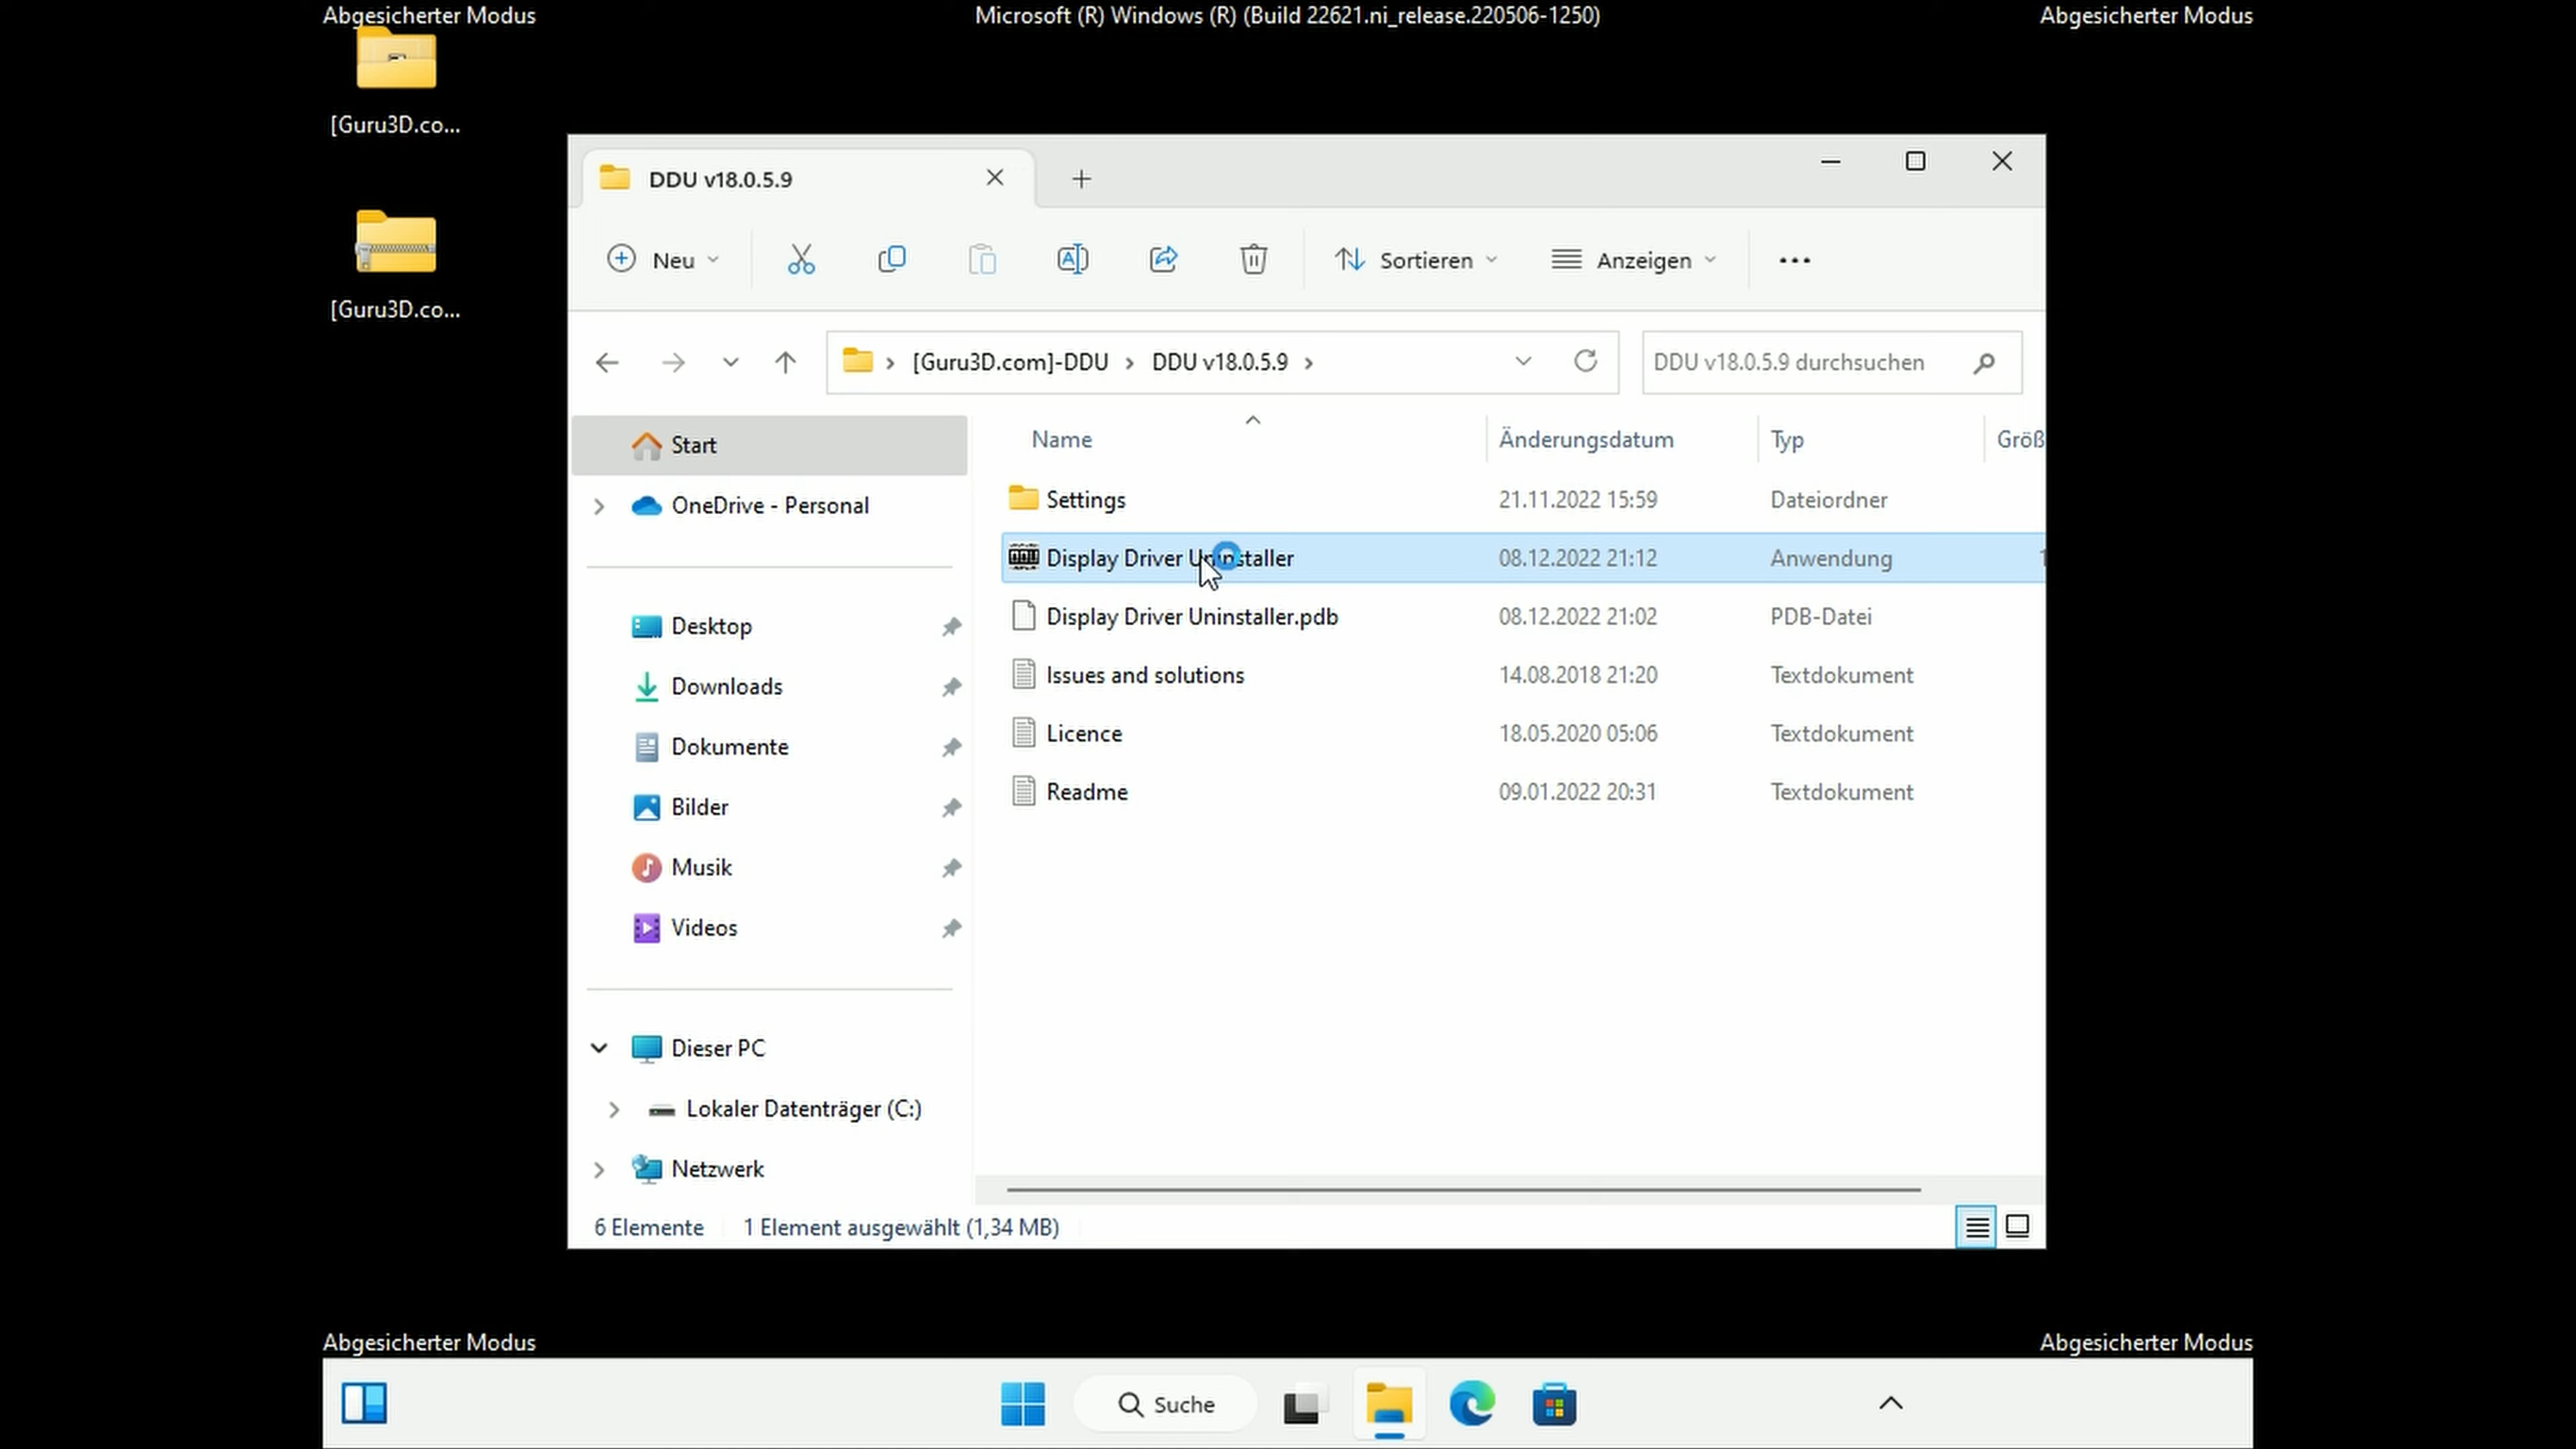 Abgesicherter Modus
Microsoft (R) Windows (R) (Build 22621.ni_release.220506-1250)
Abgesicherter Modus
[Guru3D.co...
[Guru3D.co...
DDU v18.0.5.9
Neu
Sortieren
Anzeigen
[Guru3D.com]-DDU
DDU v18.0.5.9
DDU v18.0.5.9 durchsuchen
Start
OneDrive - Personal
Desktop
Downloads
Dokumente
Bilder
Musik
Videos
Dieser PC
Lokaler Datenträger (C:)
Netzwerk
Name Änderungsdatum Typ Größ
Settings 21.11.2022 15:59 Dateiordner
Display Driver Uninstaller 08.12.2022 21:12 Anwendung
Display Driver Uninstaller.pdb 08.12.2022 21:02 PDB-Datei
Issues and solutions 14.08.2018 21:20 Textdokument
Licence 18.05.2020 05:06 Textdokument
Readme 09.01.2022 20:31 Textdokument
6 Elemente 1 Element ausgewählt (1,34 MB)
Abgesicherter Modus
Abgesicherter Modus
Suche